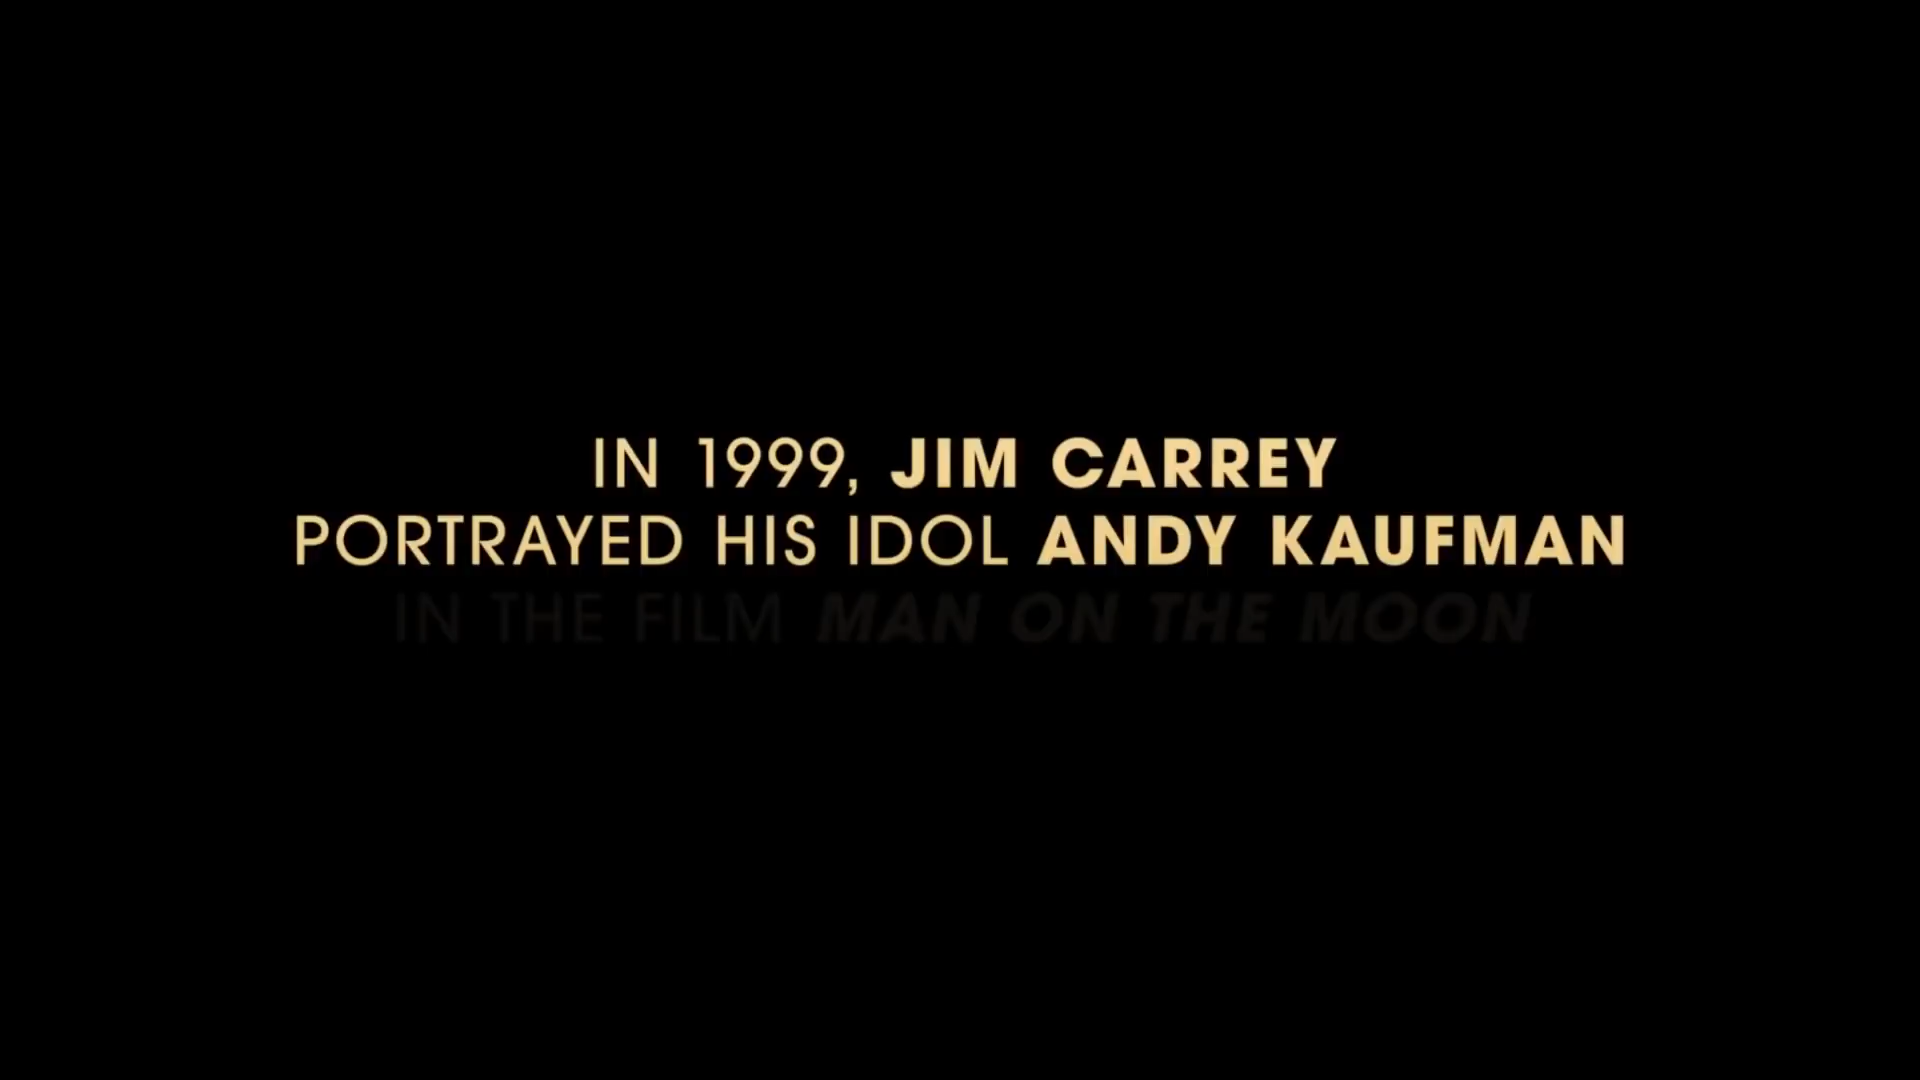 IN 1999, JIM CARREY
PORTRAYED HIS IDOL ANDY KAUFMAN
IN THE FILM MAN ON THE MOON